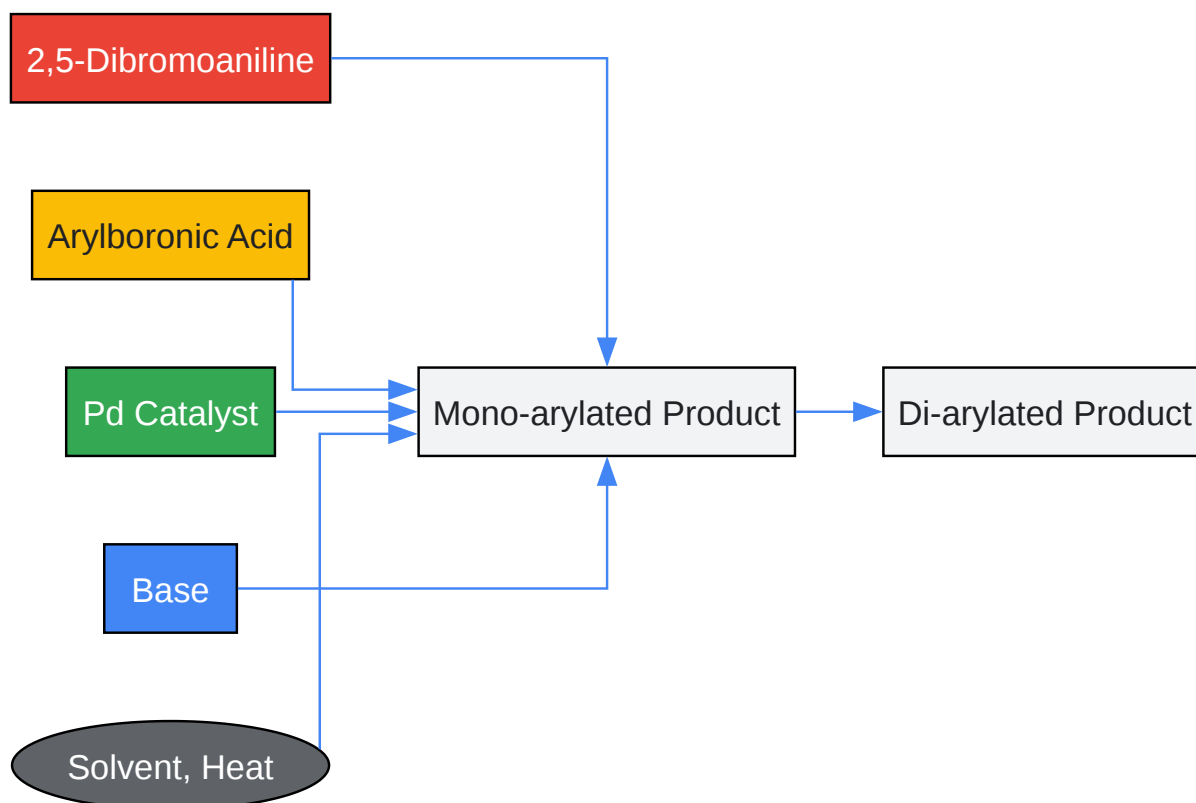 2,5-Dibromoaniline
Arylboronic Acid
Pd Catalyst
Mono-arylated Product
Di-arylated Product
Base
Solvent, Heat